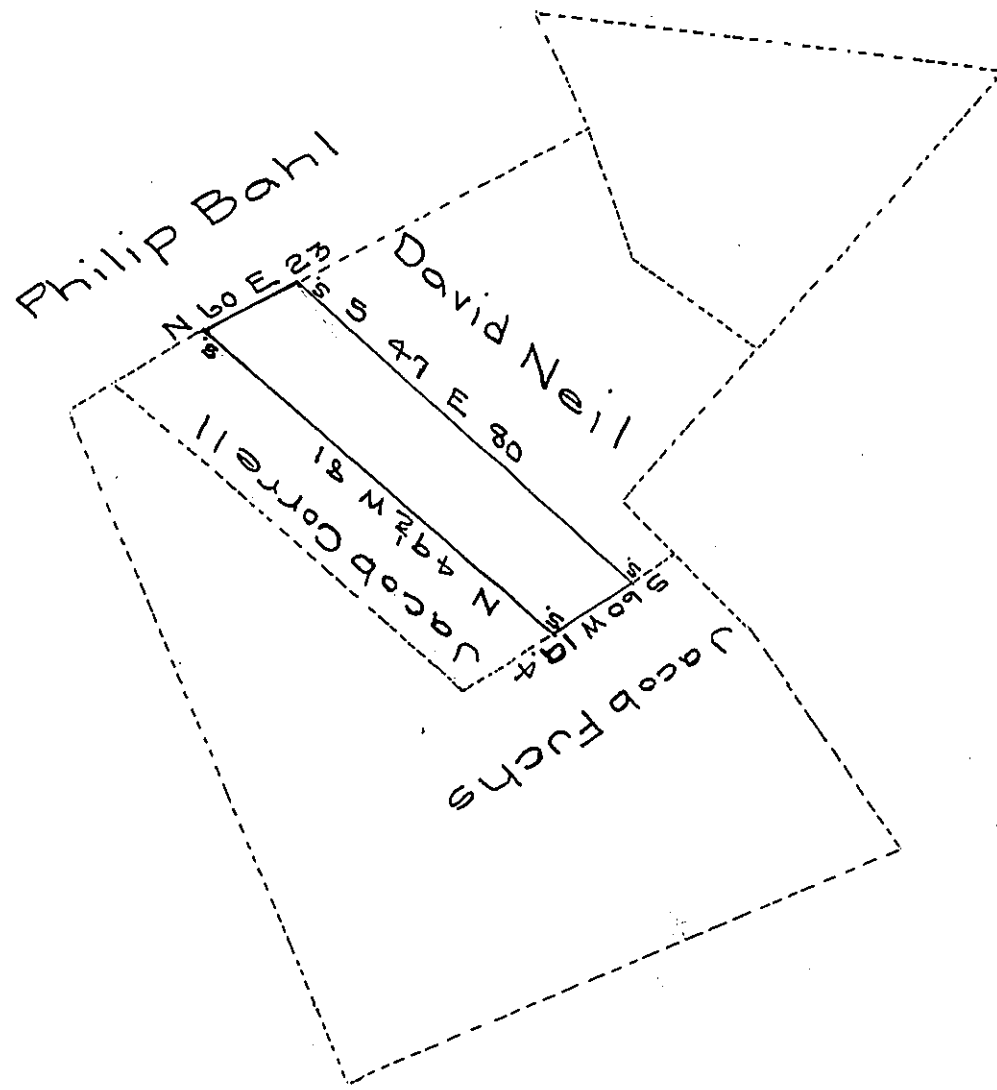 Philip Bahl
N 60 E 23
S
S
S 47 E 80
David Neil
N 49½ W 81
Jacob Correll
S
S
S 60 W 19.4
Jacob Fuchs